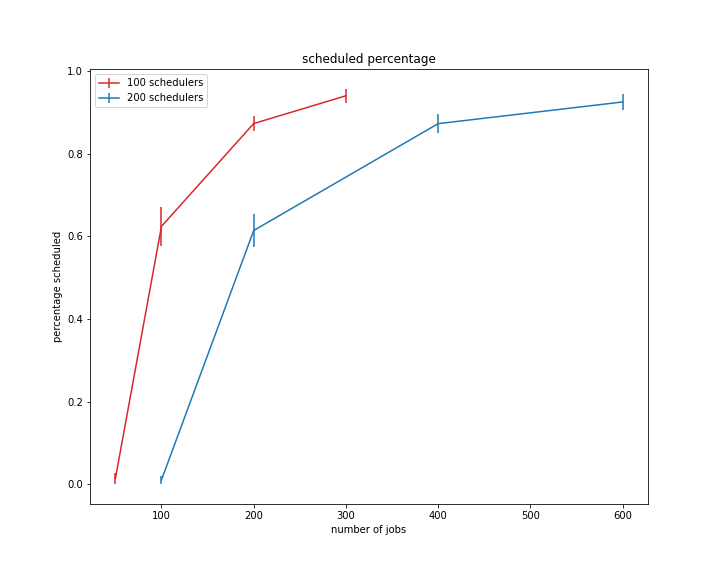 scheduled percentage
100 schedulers
200 schedulers
1.0
0.8
0.6
0.4
0.2
0.0
percentage scheduled
100 200 300 400 500 600
number of jobs